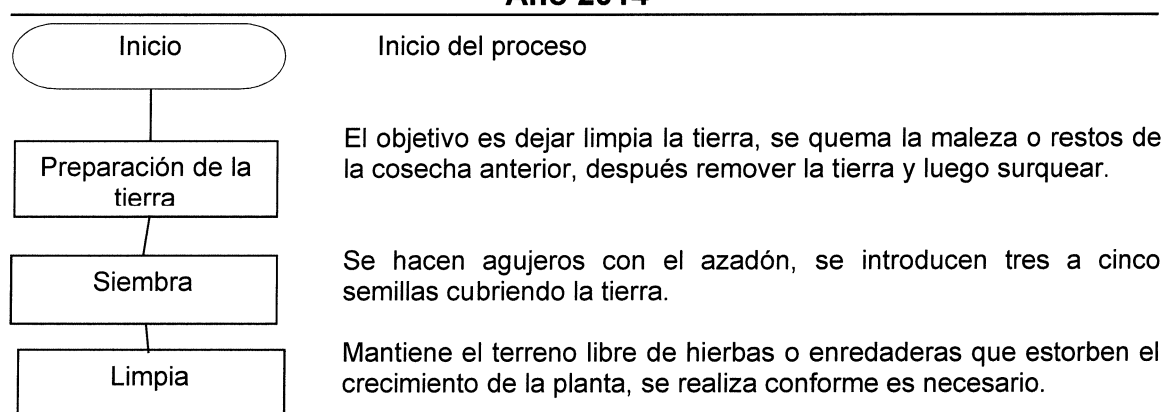 Año 2014
Inicio
Inicio del proceso
Preparación de la
tierra
El objetivo es dejar limpia la tierra, se quema la maleza o restos de
la cosecha anterior, después remover la tierra y luego surquear.
Siembra
Se hacen agujeros con el azadón, se introducen tres a cinco
semillas cubriendo la tierra.
Limpia
Mantiene el terreno libre de hierbas o enredaderas que estorben el
crecimiento de la planta, se realiza conforme es necesario.